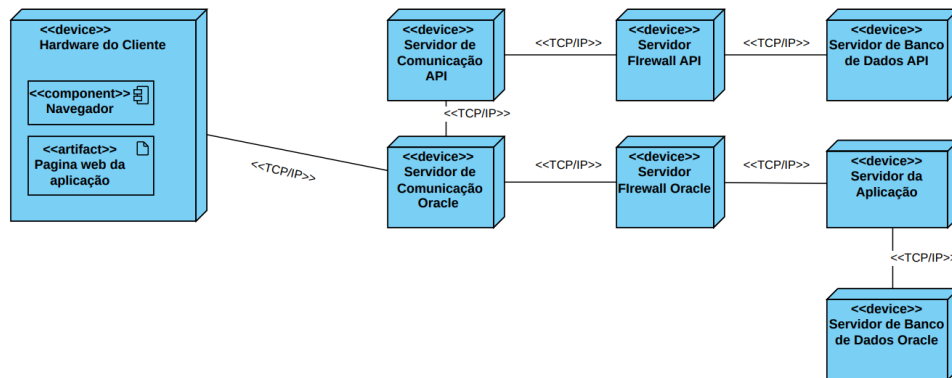 <<device>>
Hardware do Cliente
<<component>>
Navegador
<<artifact>>
Pagina web da
aplicação
<<TCP/IP>>
<<device>>
Servidor de
Comunicação
API
<<TCP/IP>>
<<device>>
Servidor
FIrewall API
<<TCP/IP>>
<<device>>
Servidor de Banco
de Dados API
<<TCP/IP>>
<<device>>
Servidor de
Comunicação
Oracle
<<TCP/IP>>
<<device>>
Servidor
FIrewall Oracle
<<TCP/IP>>
<<device>>
Servidor da
Aplicação
<<TCP/IP>>
<<device>>
Servidor de Banco
de Dados Oracle